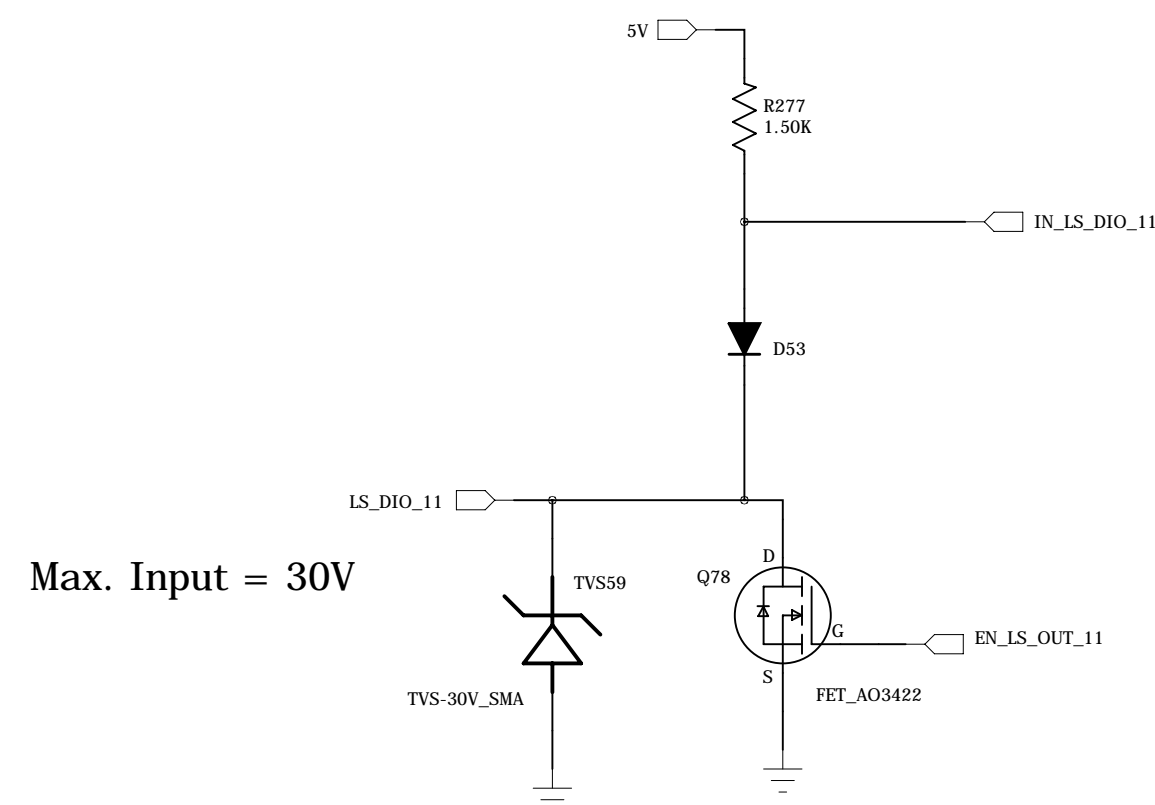 5V
R277
1.50K
IN_LS_DIO_11
D53
LS_DIO_11
D
Max. Input = 30V
Q78
TVS59
G
EN_LS_OUT_11
S
TVS-30V_SMA
FET_AO3422